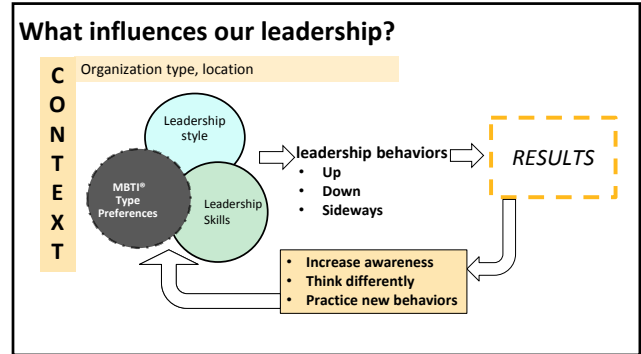 What influences our leadership?
C
O
N
T
E
X
T
Organization type, location
Leadership
style
MBTI®
Type
Preferences
Leadership
Skills
leadership behaviors
• Up
• Down
• Sideways
RESULTS
• Increase awareness
• Think differently
• Practice new behaviors